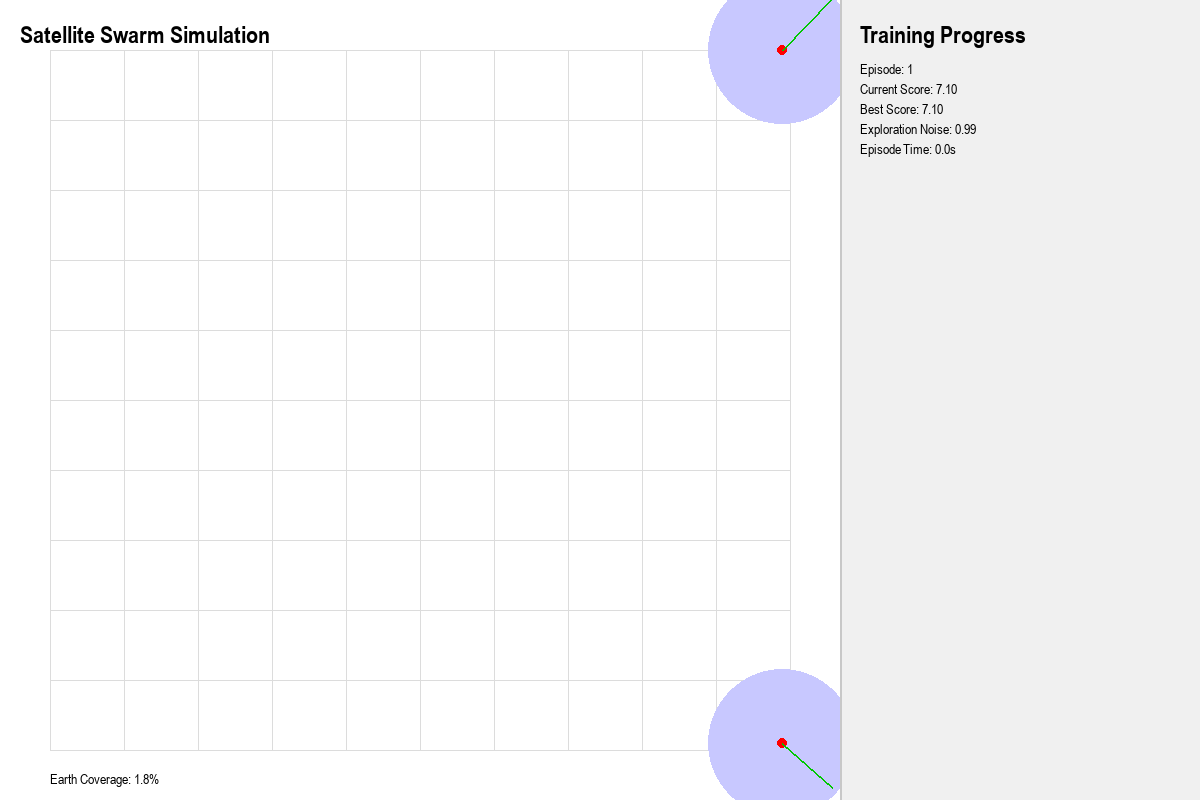 Satellite Swarm Simulation
Training Progress
Episode: 1
Current Score: 7.10
Best Score: 7.10
Exploration Noise: 0.99
Episode Time: 0.0s
Earth Coverage: 1.8%